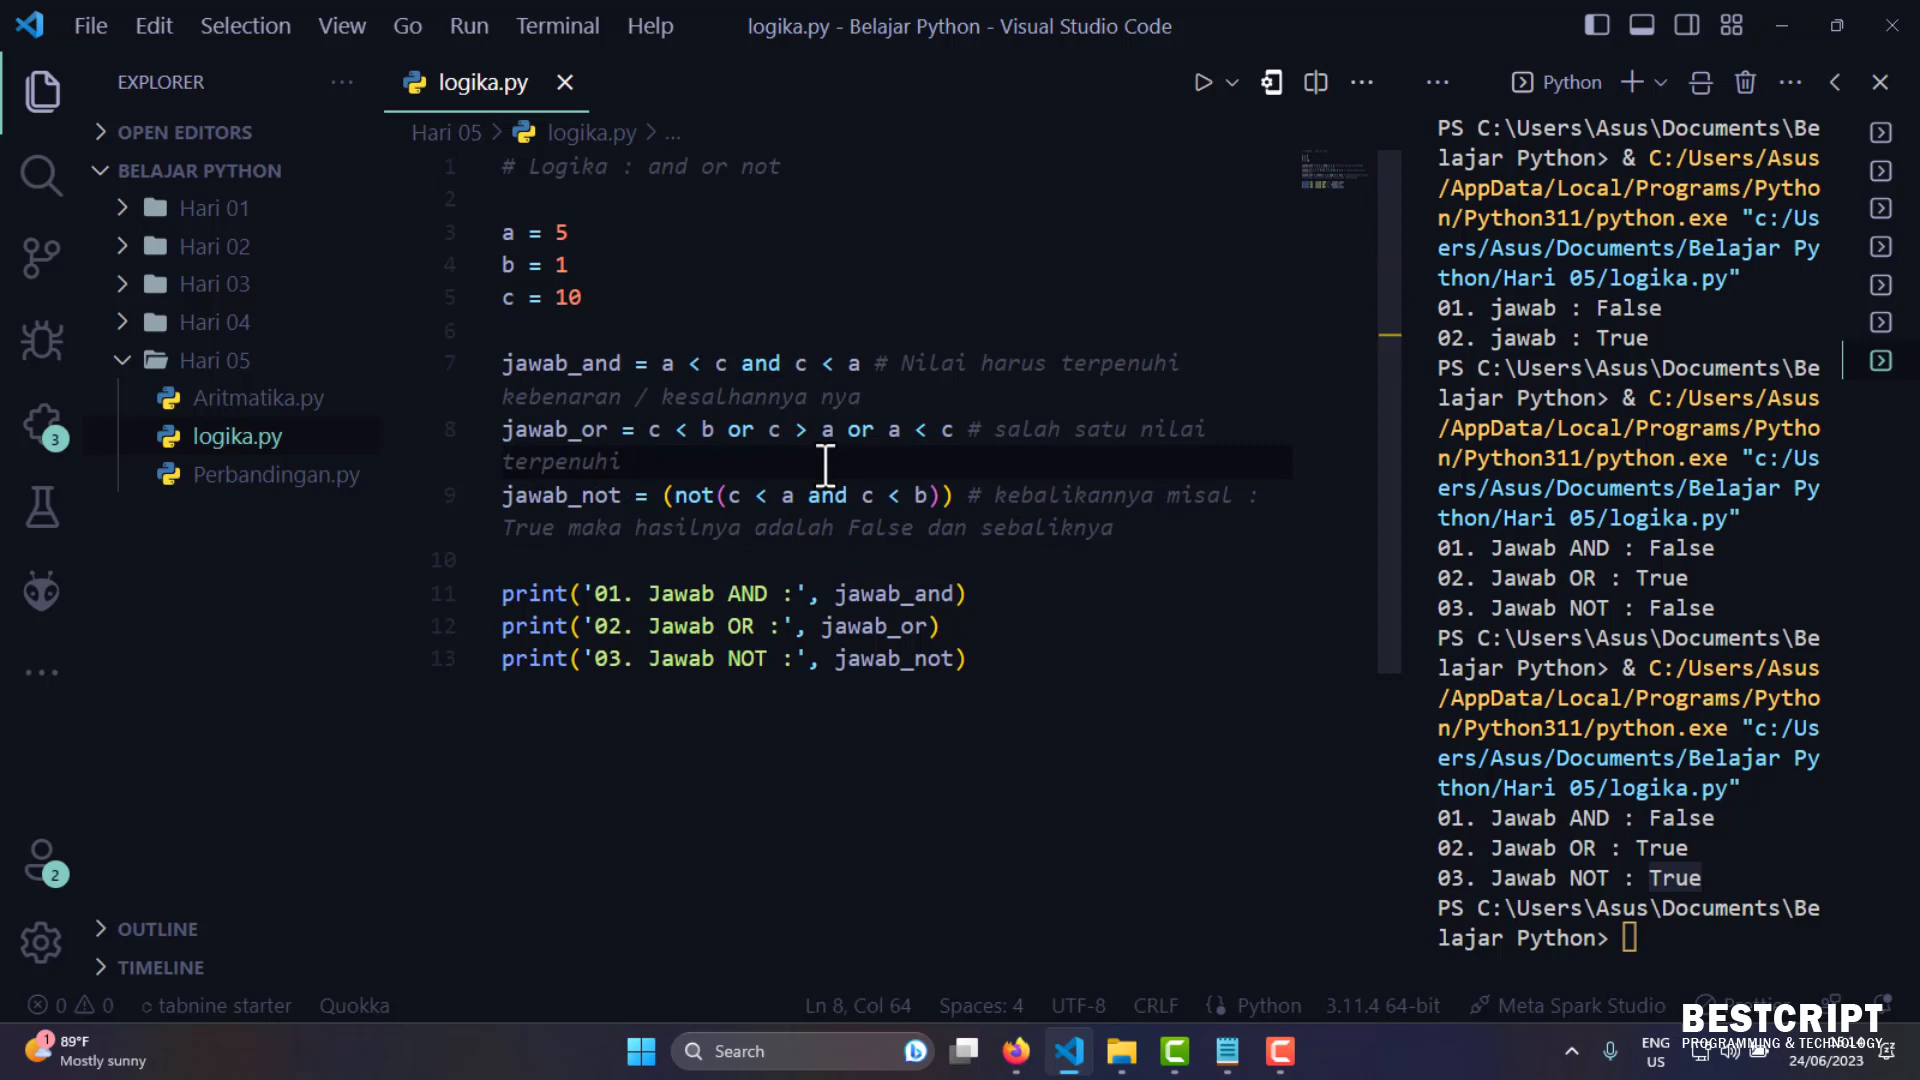 File Edit Selection View Go Run Terminal Help
logika.py - Belajar Python - Visual Studio Code
EXPLORER
OPEN EDITORS
BELAJAR PYTHON
Hari 01
Hari 02
Hari 03
Hari 04
Hari 05
Aritmatika.py
logika.py
Perbandingan.py
OUTLINE
TIMELINE
3
2
logika.py
Hari 05 > logika.py > ...
1 # Logika : and or not
2
3 a = 5
4 b = 1
5 c = 10
6
7 jawab_and = a < c and c < a # Nilai harus terpenuhi
kebenaran / kesalhannya nya
8 jawab_or = c < b or c > a or a < c # salah satu nilai
terpenuhi
9 jawab_not = (not(c < a and c < b)) # kebalikannya misal :
True maka hasilnya adalah False dan sebaliknya
10
11 print('01. Jawab AND :', jawab_and)
12 print('02. Jawab OR :', jawab_or)
13 print('03. Jawab NOT :', jawab_not)
Python
PS C:\Users\Asus\Documents\Be
lajar Python> & C:/Users/Asus
/AppData/Local/Programs/Pytho
n/Python311/python.exe "c:/Us
ers/Asus/Documents/Belajar Py
thon/Hari 05/logika.py"
01. jawab : False
02. jawab : True
PS C:\Users\Asus\Documents\Be
lajar Python> & C:/Users/Asus
/AppData/Local/Programs/Pytho
n/Python311/python.exe "c:/Us
ers/Asus/Documents/Belajar Py
thon/Hari 05/logika.py"
01. Jawab AND : False
02. Jawab OR : True
03. Jawab NOT : False
PS C:\Users\Asus\Documents\Be
lajar Python> & C:/Users/Asus
/AppData/Local/Programs/Pytho
n/Python311/python.exe "c:/Us
ers/Asus/Documents/Belajar Py
thon/Hari 05/logika.py"
01. Jawab AND : False
02. Jawab OR : True
03. Jawab NOT : True
PS C:\Users\Asus\Documents\Be
lajar Python>
0 0 tabnine starter Quokka Ln 8, Col 64 Spaces: 4 UTF-8 CRLF Python 3.11.4 64-bit Meta Spark Studio
BESTCRIPT
PROGRAMMING & TECHNOLOGY
1
89°F
Mostly sunny
Search
ENG
US
24/06/2023